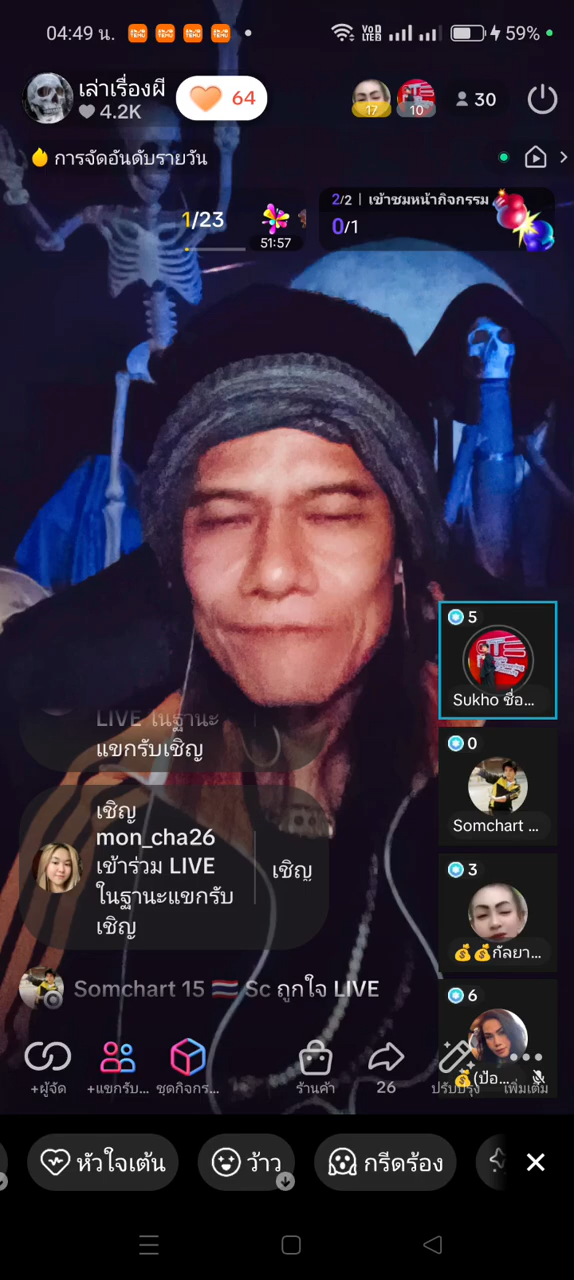 04:49 น. 59%
เล่าเรื่องผี
4.2K
64
17
10
30
การจัดอันดับรายวัน
1/23
51:57
2/2 | เข้าชมหน้ากิจกรรม
0/1
5
Sukho ชื่อ...
0
Somchart ...
3
💰💰กัลยา...
6
💰(ป้อ...
LIVE ในฐานะ
แขกรับเชิญ
เชิญ
mon_cha26
เข้าร่วม LIVE
ในฐานะแขกรับ
เชิญ
เชิญ
Somchart 15 🇹🇭 Sc ถูกใจ LIVE
+ผู้จัด
+แขกรับ...
ชุดกิจกร...
ร้านค้า
26
ปรับปรุง
เพิ่มเติม
หัวใจเต้น
ว้าว
กรีดร้อง